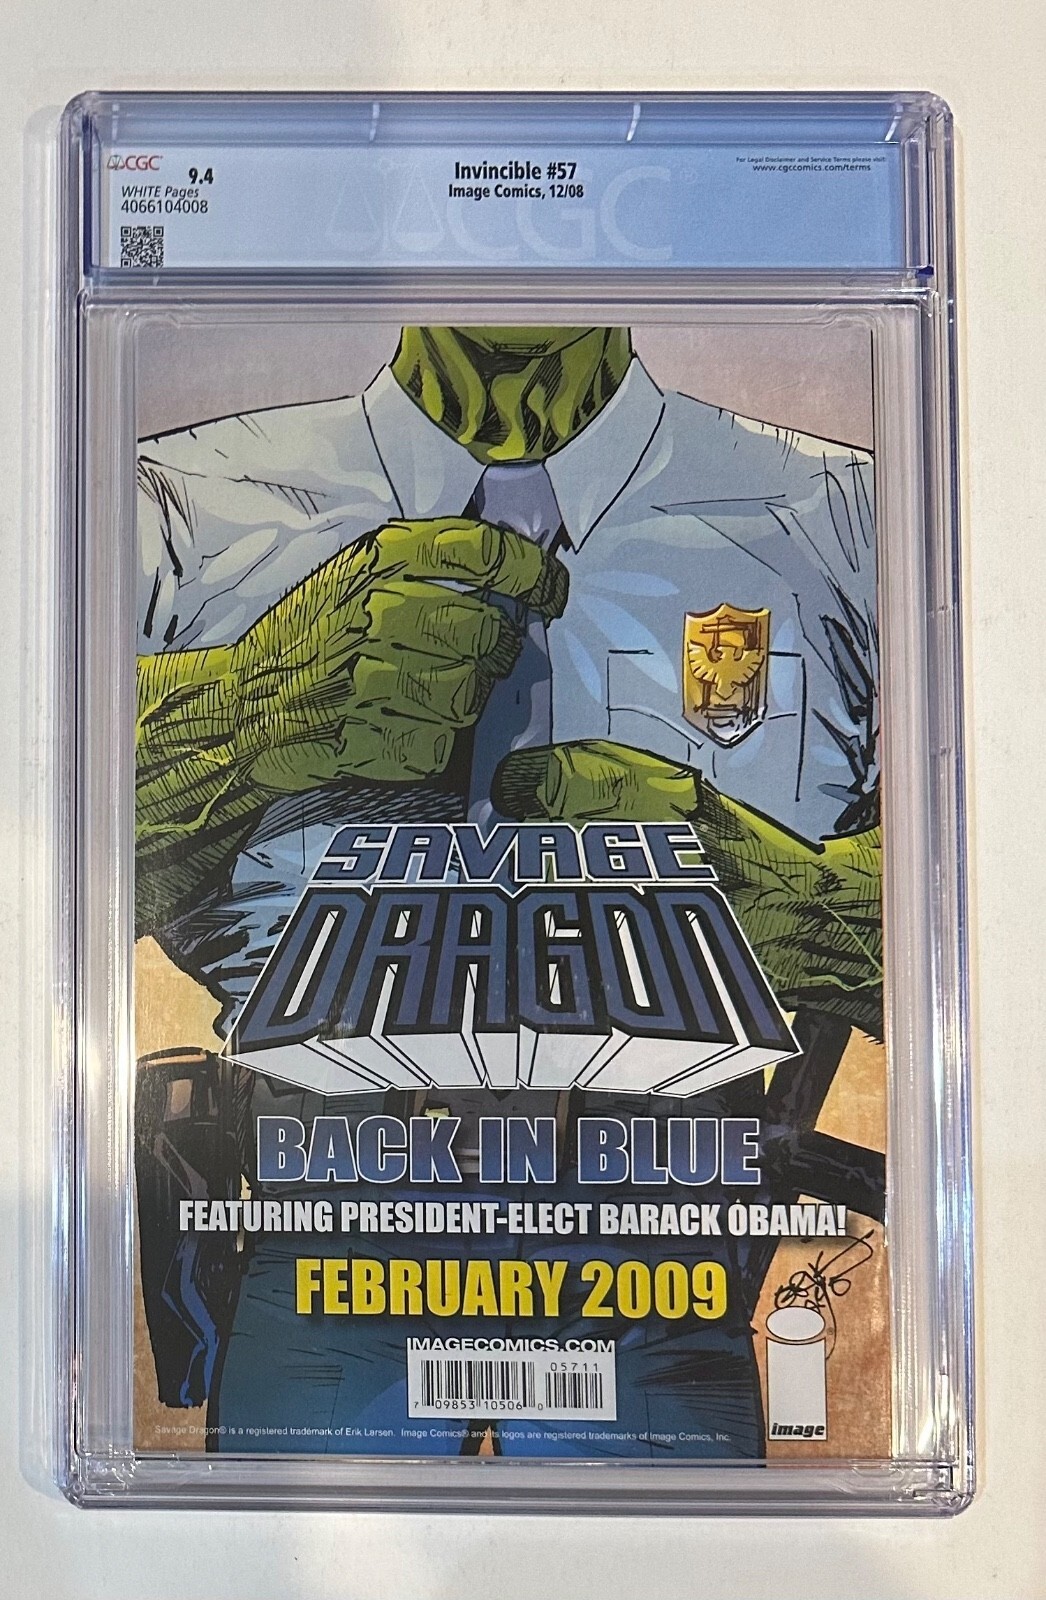 CGC
9.4
WHITE Pages
4066104008
Invincible #57
Image Comics, 12/08
For Legal Disclaimer and Service Terms please visit:
www.cgccomics.com/terms
CGC
SAVAGE
DRAGON
BACK IN BLUE
FEATURING PRESIDENT-ELECT BARACK OBAMA!
FEBRUARY 2009
IMAGECOMICS.COM
05711
7 09853 10506 0
image
Savage Dragon® is a registered trademark of Erik Larsen. Image Comics® and its logos are registered trademarks of Image Comics, Inc.